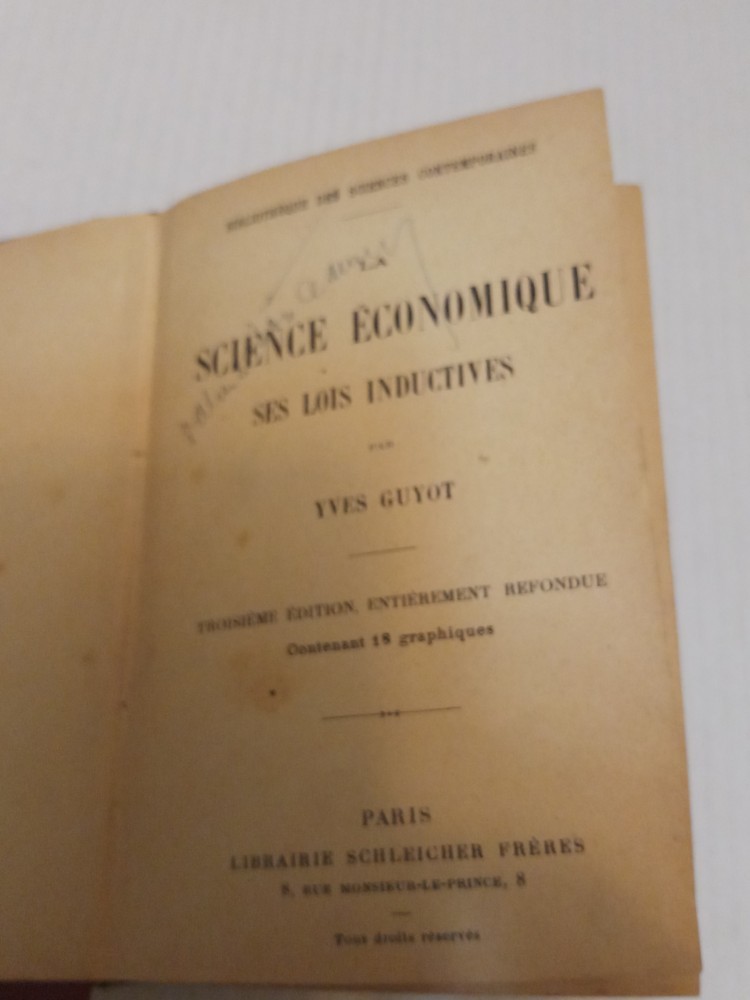 BIBLIOTHÈQUE DES SCIENCES CONTEMPORAINES
LA
SCIENCE ÉCONOMIQUE
SES LOIS INDUCTIVES
PAR
YVES GUYOT
TROISIÈME ÉDITION, ENTIÈREMENT REFONDUE
Contenant 18 graphiques
PARIS
LIBRAIRIE SCHLEICHER FRÈRES
8, RUE MONSIEUR-LE-PRINCE, 8
Tous droits réservés